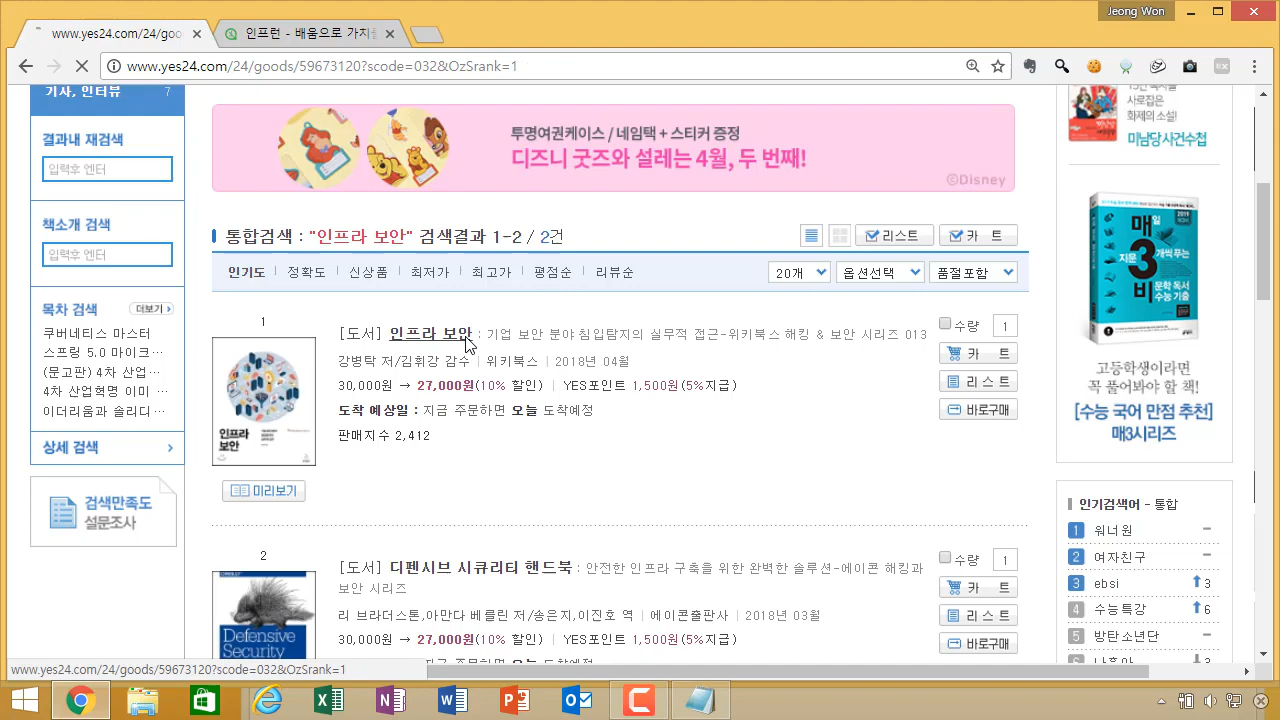 Jeong Won
www.yes24.com/24/goo
인프런 - 배움으로 가치
www.yes24.com/24/goods/59673120?scode=032&OzSrank=1
기사, 인터뷰 7
결과내 재검색
입력후 엔터
책소개 검색
입력후 엔터
목차 검색 더보기
쿠버네티스 마스터
스프링 5.0 마이크…
(문고판) 4차 산업…
4차 산업혁명 이미 …
이더리움과 솔리디…
상세 검색
검색만족도
설문조사
투명여권케이스 / 네임택 + 스티커 증정
디즈니 굿즈와 설레는 4월, 두 번째!
©Disney
통합검색 : "인프라 보안" 검색결과 1-2 / 2건
리스트
카 트
인기도 정확도 신상품 최저가 최고가 평점순 리뷰순
20개 옵션선택 품절포함
1
[도서] 인프라 보안 : 기업 보안 분야 침입탐지의 실무적 접근-위키북스 해킹 & 보안 시리즈 013
강병탁 저/김휘강 감수 | 위키북스 | 2018년 04월
30,000원 → 27,000원(10% 할인) | YES포인트 1,500원(5%지급)
도착 예상일 : 지금 주문하면 오늘 도착예정
판매지수 2,412
수량 1
카 트
리 스 트
바로구매
인프라
보안
미리보기
2
[도서] 디펜시브 시큐리티 핸드북 : 안전한 인프라 구축을 위한 완벽한 솔루션-에이콘 해킹과
보안 시리즈
리 브라더스톤,아만다 베를린 저/송은지,이진호 역 | 에이콘출판사 | 2018년 03월
30,000원 → 27,000원(10% 할인) | YES포인트 1,500원(5%지급)
수량 1
카 트
리 스 트
바로구매
Defensive
Security
사로잡은
화제의 소설!
미남당 사건수첩
2019
매일
지문
3
개씩 푸는
비
문학 독서
수능 기출
고등학생이라면
꼭 풀어봐야 할 책!
[수능 국어 만점 추천]
매3시리즈
인기검색어 - 통합
1 워너원 –
2 여자친구 –
3 ebsi 3
4 수능특강 6
5 방탄소년단 –
www.yes24.com/24/goods/59673120?scode=032&OzSrank=1